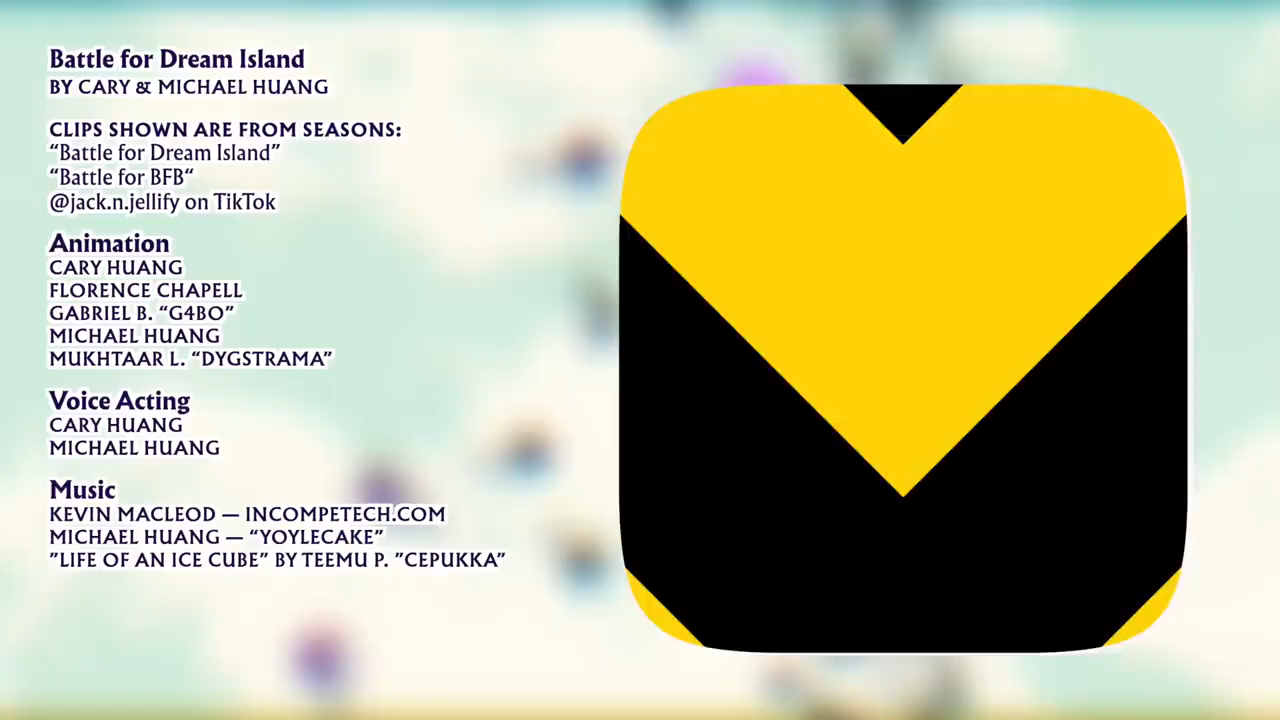 Battle for Dream Island
BY CARY & MICHAEL HUANG
CLIPS SHOWN ARE FROM SEASONS:
“Battle for Dream Island”
“Battle for BFB“
@jack.n.jellify on TikTok
Animation
CARY HUANG
FLORENCE CHAPELL
GABRIEL B. “G4BO”
MICHAEL HUANG
MUKHTAAR L. “DYGSTRAMA”
Voice Acting
CARY HUANG
MICHAEL HUANG
Music
KEVIN MACLEOD — INCOMPETECH.COM
MICHAEL HUANG — “YOYLECAKE”
”LIFE OF AN ICE CUBE” BY TEEMU P. ”CEPUKKA”